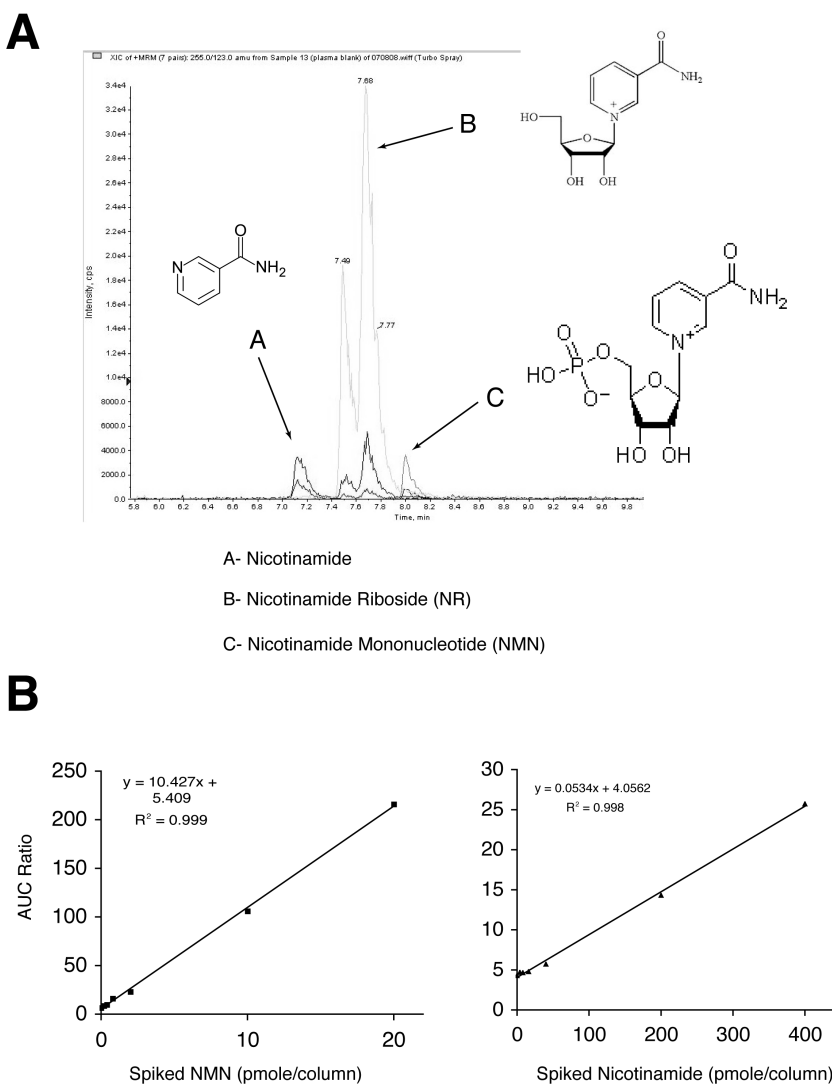 A
XIC of +MRM (7 pairs): 255.0/123.0 amu from Sample 13 (plasma blank) of 070808.wiff (Turbo Spray)
7.68
3.4e4
3.2e4
3.0e4
2.8e4
2.6e4
2.4e4
2.2e4
2.0e4
1.8e4
1.6e4
1.4e4
1.2e4
1.0e4
8000.0
6000.0
4000.0
2000.0
0.0
Intensity, cps
7.49
7.77
A
B
C
5.8 6.0 6.2 6.4 6.6 6.8 7.0 7.2 7.4 7.6 7.8 8.0 8.2 8.4 8.6 8.8 9.0 9.2 9.4 9.6 9.8
Time, min
N
O
NH2
O
NH2
N
+
HO
O
OH OH
O
NH2
N+
O
HO P O
O−
O
HO OH
A- Nicotinamide
B- Nicotinamide Riboside (NR)
C- Nicotinamide Mononucleotide (NMN)
B
250
200
150
100
50
0
AUC Ratio
y = 10.427x +
5.409
R2 = 0.999
0 10 20
Spiked NMN (pmole/column)
30
25
20
15
10
5
0
y = 0.0534x + 4.0562
R2 = 0.998
0 100 200 300 400
Spiked Nicotinamide (pmole/column)